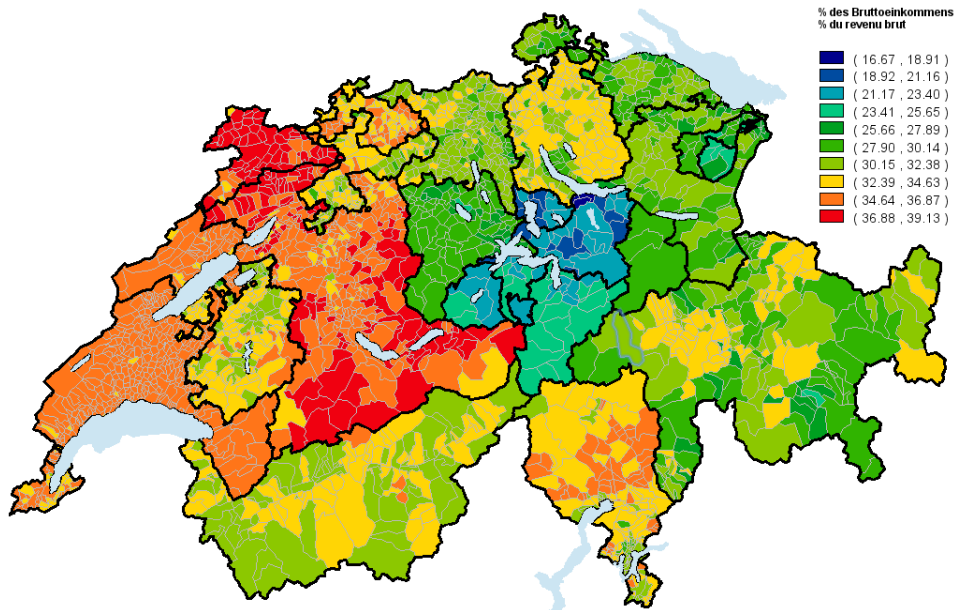 % des Bruttoeinkommens
% du revenu brut
( 16.67 , 18.91 )
( 18.92 , 21.16 )
( 21.17 , 23.40 )
( 23.41 , 25.65 )
( 25.66 , 27.89 )
( 27.90 , 30.14 )
( 30.15 , 32.38 )
( 32.39 , 34.63 )
( 34.64 , 36.87 )
( 36.88 , 39.13 )